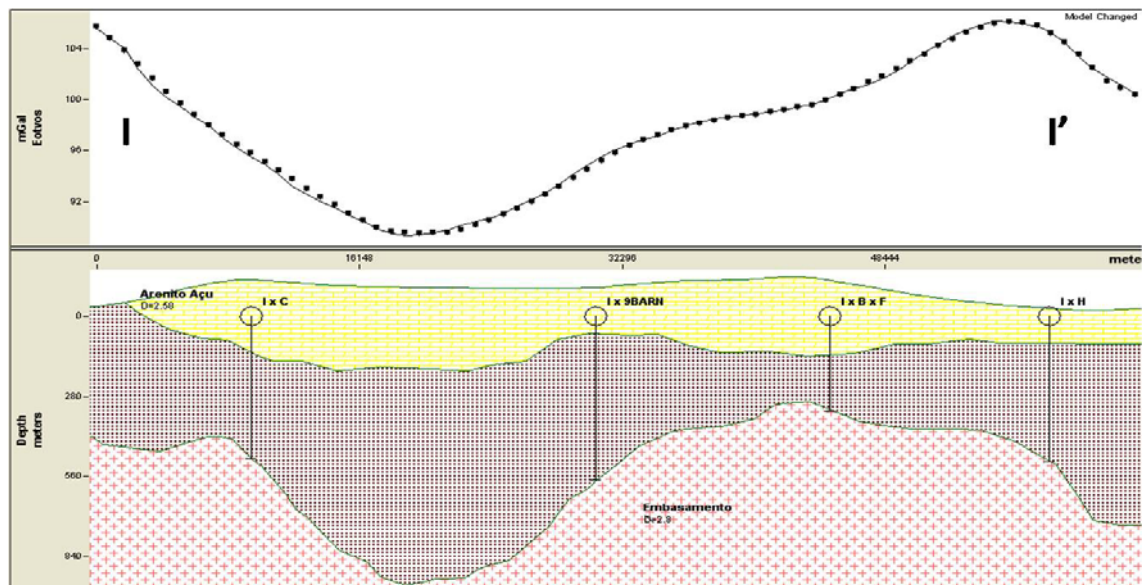 Model Changed
104
100
96
92
mGal
Eotvos
I
I'
0
16148
32296
48444
mete
Arenito Açu
D=2.58
I x C
I x 9BARN
I x B x F
I x H
0
280
560
840
Depth
meters
Embasamento
D=2.8